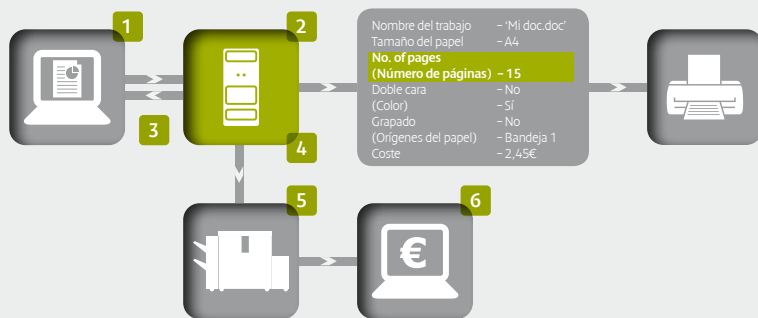 1
2
Nombre del trabajo – ‘Mi doc.doc’
Tamaño del papel – A4
No. of pages
(Número de páginas) – 15
Doble cara – No
(Color) – Sí
Grapado – No
(Orígenes del papel) – Bandeja 1
Coste – 2,45€
3
4
5
6
€